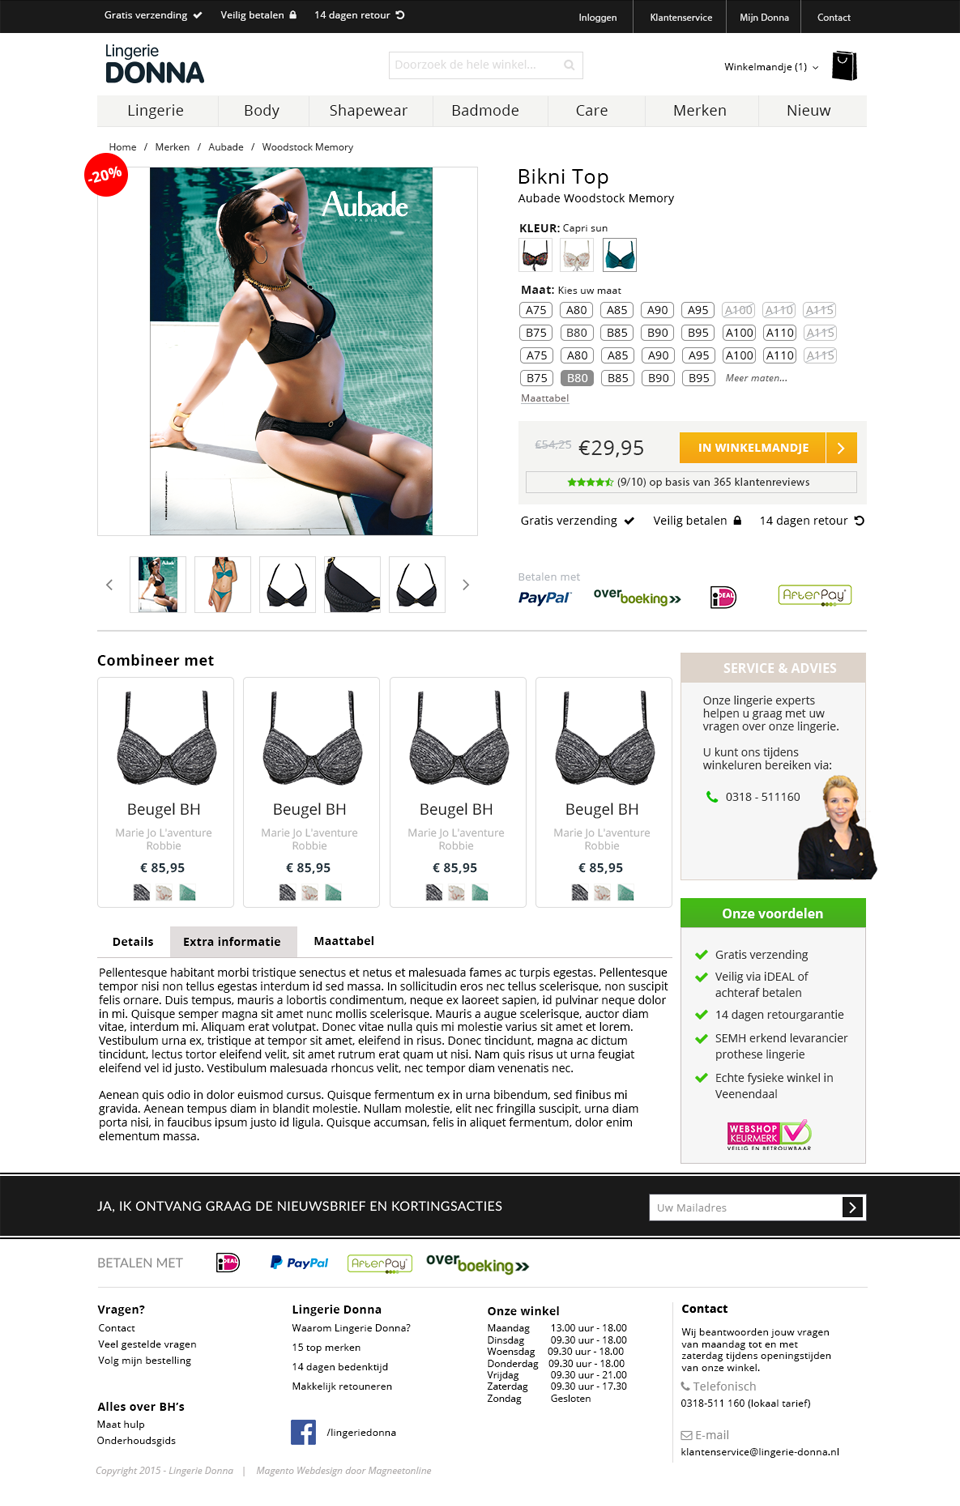 Gratis verzending Veilig betalen 14 dagen retour Inloggen Klantenservice Mijn Donna Contact
Lingerie
DONNA
Doorzoek de hele winkel...
Winkelmandje (1)
Lingerie Body Shapewear Badmode Care Merken Nieuw
Home / Merken / Aubade / Woodstock Memory
-20%
Aubade
PARIS
Bikni Top
Aubade Woodstock Memory
KLEUR: Capri sun
Maat: Kies uw maat
A75 A80 A85 A90 A95 A100 A110 A115
B75 B80 B85 B90 B95 A100 A110 A115
A75 A80 A85 A90 A95 A100 A110 A115
B75 B80 B85 B90 B95 Meer maten...
Maattabel
€54,25 €29,95 IN WINKELMANDJE
(9/10) op basis van 365 klantenreviews
Gratis verzending Veilig betalen 14 dagen retour
Aubade
Betalen met
PayPal overboeking iDEAL AfterPay
Combineer met
Beugel BH Beugel BH Beugel BH Beugel BH
Marie Jo L'aventure Marie Jo L'aventure Marie Jo L'aventure Marie Jo L'aventure
Robbie Robbie Robbie Robbie
€ 85,95 € 85,95 € 85,95 € 85,95
SERVICE & ADVIES
Onze lingerie experts
helpen u graag met uw
vragen over onze lingerie.
U kunt ons tijdens
winkeluren bereiken via:
0318 - 511160
Details Extra informatie Maattabel
Pellentesque habitant morbi tristique senectus et netus et malesuada fames ac turpis egestas. Pellentesque
tempor nisi non tellus egestas interdum id sed massa. In sollicitudin eros nec tellus scelerisque, non suscipit
felis ornare. Duis tempus, mauris a lobortis condimentum, neque ex laoreet sapien, id pulvinar neque dolor
in mi. Quisque semper magna sit amet nunc mollis scelerisque. Mauris a augue scelerisque, auctor diam
vitae, interdum mi. Aliquam erat volutpat. Donec vitae nulla quis mi molestie varius sit amet et lorem.
Vestibulum urna ex, tristique at tempor sit amet, eleifend in risus. Donec tincidunt, magna ac dictum
tincidunt, lectus tortor eleifend velit, sit amet rutrum erat quam ut nisi. Nam quis risus ut urna feugiat
eleifend vel id justo. Vestibulum malesuada rhoncus velit, nec tempor diam venenatis nec.
Aenean quis odio in dolor euismod cursus. Quisque fermentum ex in urna bibendum, sed finibus mi
gravida. Aenean tempus diam in blandit molestie. Nullam molestie, elit nec fringilla suscipit, urna diam
porta nisi, in faucibus ipsum justo id ligula. Quisque accumsan, felis in aliquet fermentum, dolor enim
elementum massa.
Onze voordelen
Gratis verzending
Veilig via iDEAL of
achteraf betalen
14 dagen retourgarantie
SEMH erkend levarancier
prothese lingerie
Echte fysieke winkel in
Veenendaal
WEBSHOP
KEURMERK
VEILIG EN BETROUWBAAR
JA, IK ONTVANG GRAAG DE NIEUWSBRIEF EN KORTINGSACTIES
Uw Mailadres
BETALEN MET iDEAL PayPal AfterPay overboeking
Vragen?
Contact
Veel gestelde vragen
Volg mijn bestelling
Alles over BH's
Maat hulp
Onderhoudsgids
Lingerie Donna
Waarom Lingerie Donna?
15 top merken
14 dagen bedenktijd
Makkelijk retouneren
/lingeriedonna
Onze winkel
Maandag 13.00 uur - 18.00
Dinsdag 09.30 uur - 18.00
Woensdag 09.30 uur - 18.00
Donderdag 09.30 uur - 18.00
Vrijdag 09.30 uur - 21.00
Zaterdag 09.30 uur - 17.30
Zondag Gesloten
Contact
Wij beantwoorden jouw vragen
van maandag tot en met
zaterdag tijdens openingstijden
van onze winkel.
Telefonisch
0318-511 160 (lokaal tarief)
E-mail
klantenservice@lingerie-donna.nl
Copyright 2015 - Lingerie Donna | Magento Webdesign door Magneetonline